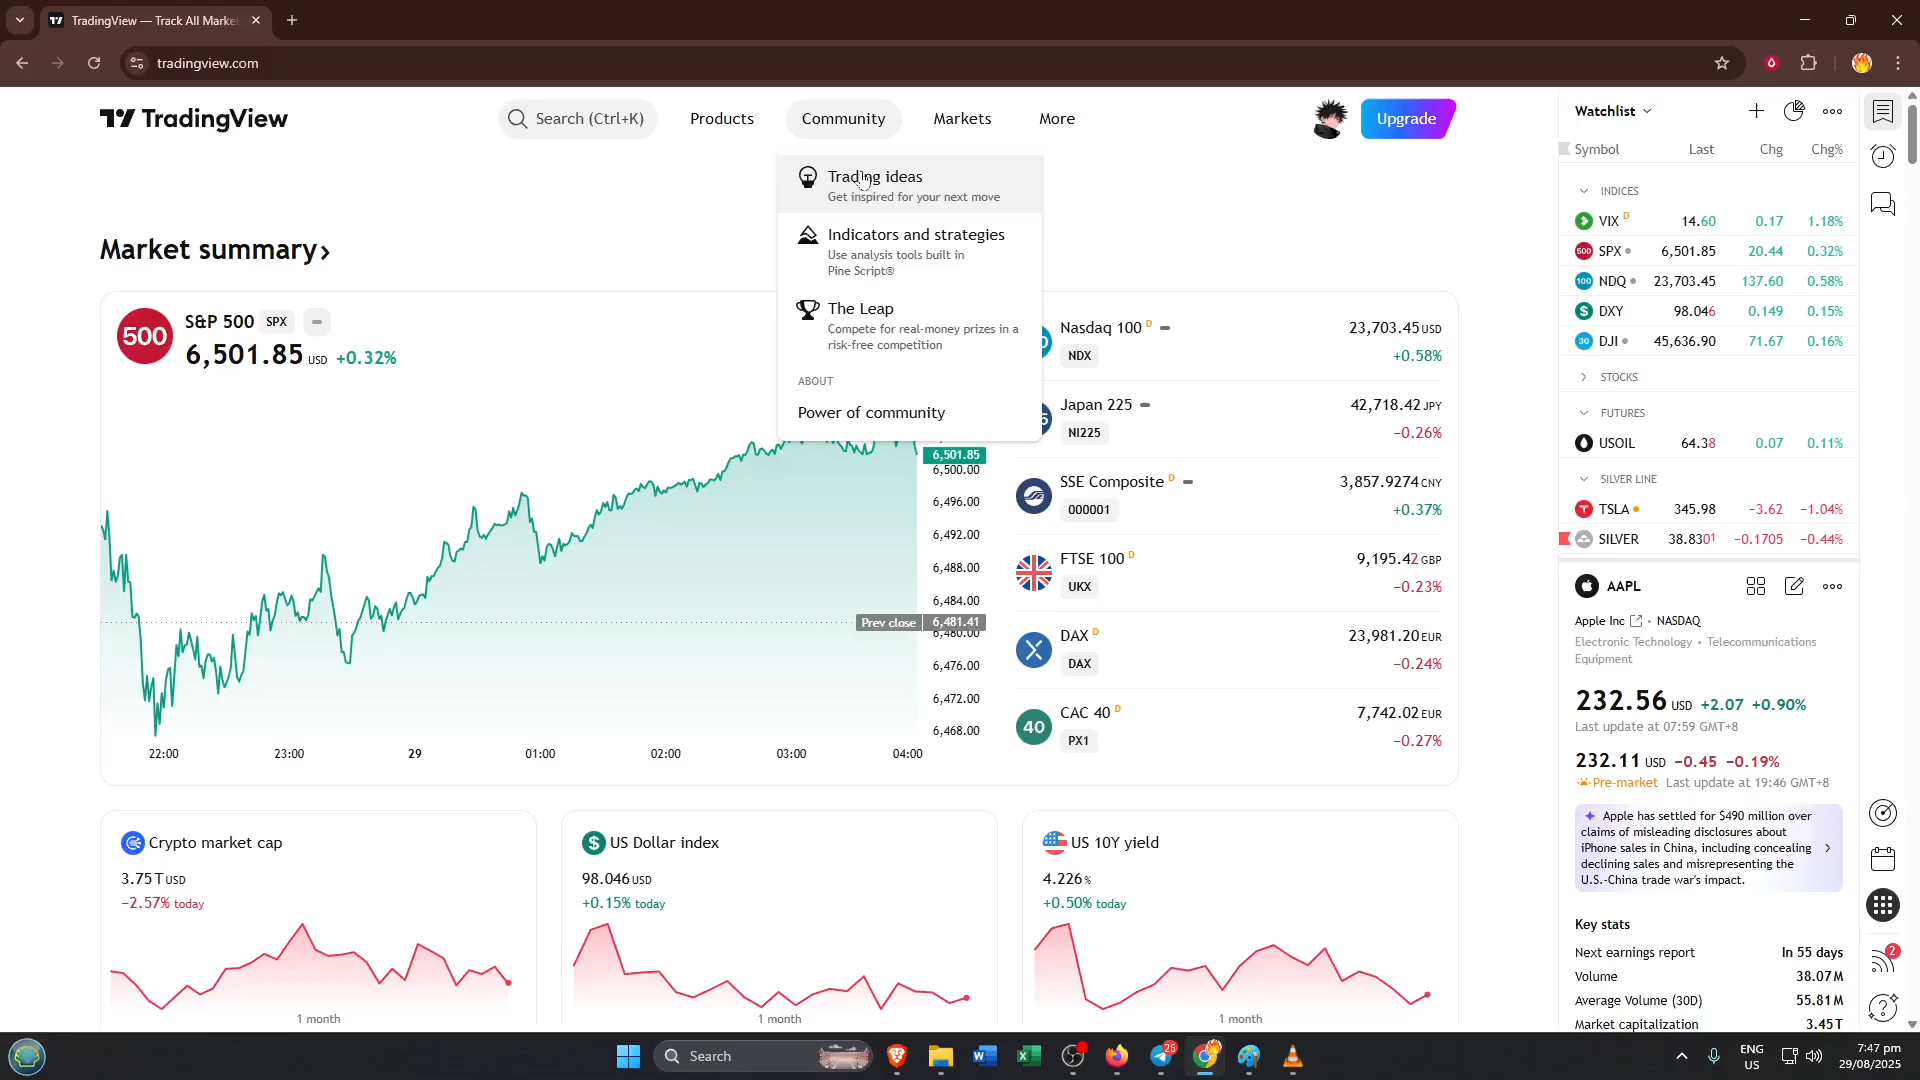 TradingView — Track All Marke
tradingview.com
TradingView
Search (Ctrl+K)
Products
Community
Markets
More
Upgrade
Trading ideas
Get inspired for your next move
Indicators and strategies
Use analysis tools built in
Pine Script®
The Leap
Compete for real-money prizes in a
risk-free competition
ABOUT
Power of community
Market summary
500
S&P 500 SPX
6,501.85 USD +0.32%
6,501.85
6,500.00
6,496.00
6,492.00
6,488.00
6,484.00
Prev close 6,481.41
6,480.00
6,476.00
6,472.00
6,468.00
22:00 23:00 29 01:00 02:00 03:00 04:00
Nasdaq 100 D 23,703.45 USD
NDX +0.58%
Japan 225 42,718.42 JPY
NI225 −0.26%
SSE Composite D 3,857.9274 CNY
000001 +0.37%
FTSE 100 D 9,195.42 GBP
UKX −0.23%
DAX D 23,981.20 EUR
DAX −0.24%
40
CAC 40 D 7,742.02 EUR
PX1 −0.27%
Crypto market cap
3.75 T USD
−2.57% today
1 month
US Dollar index
98.046 USD
+0.15% today
1 month
US 10Y yield
4.226 %
+0.50% today
1 month
Watchlist
Symbol Last Chg Chg%
INDICES
VIX D 14.60 0.17 1.18%
500 SPX 6,501.85 20.44 0.32%
100 NDQ 23,703.45 137.60 0.58%
DXY 98.046 0.149 0.15%
30 DJI 45,636.90 71.67 0.16%
STOCKS
FUTURES
USOIL 64.38 0.07 0.11%
SILVER LINE
TSLA 345.98 −3.62 −1.04%
SILVER 38.8301 −0.1705 −0.44%
AAPL
Apple Inc • NASDAQ
Electronic Technology • Telecommunications
Equipment
232.56 USD +2.07 +0.90%
Last update at 07:59 GMT+8
232.11 USD −0.45 −0.19%
Pre-market Last update at 19:46 GMT+8
Apple has settled for $490 million over
claims of misleading disclosures about
iPhone sales in China, including concealing
declining sales and misrepresenting the
U.S.-China trade war's impact.
Key stats
Next earnings report In 55 days
Volume 38.07 M
Average Volume (30D) 55.81 M
Market capitalization 3.45 T
2
Search
26
ENG
US
7:47 pm
29/08/2025